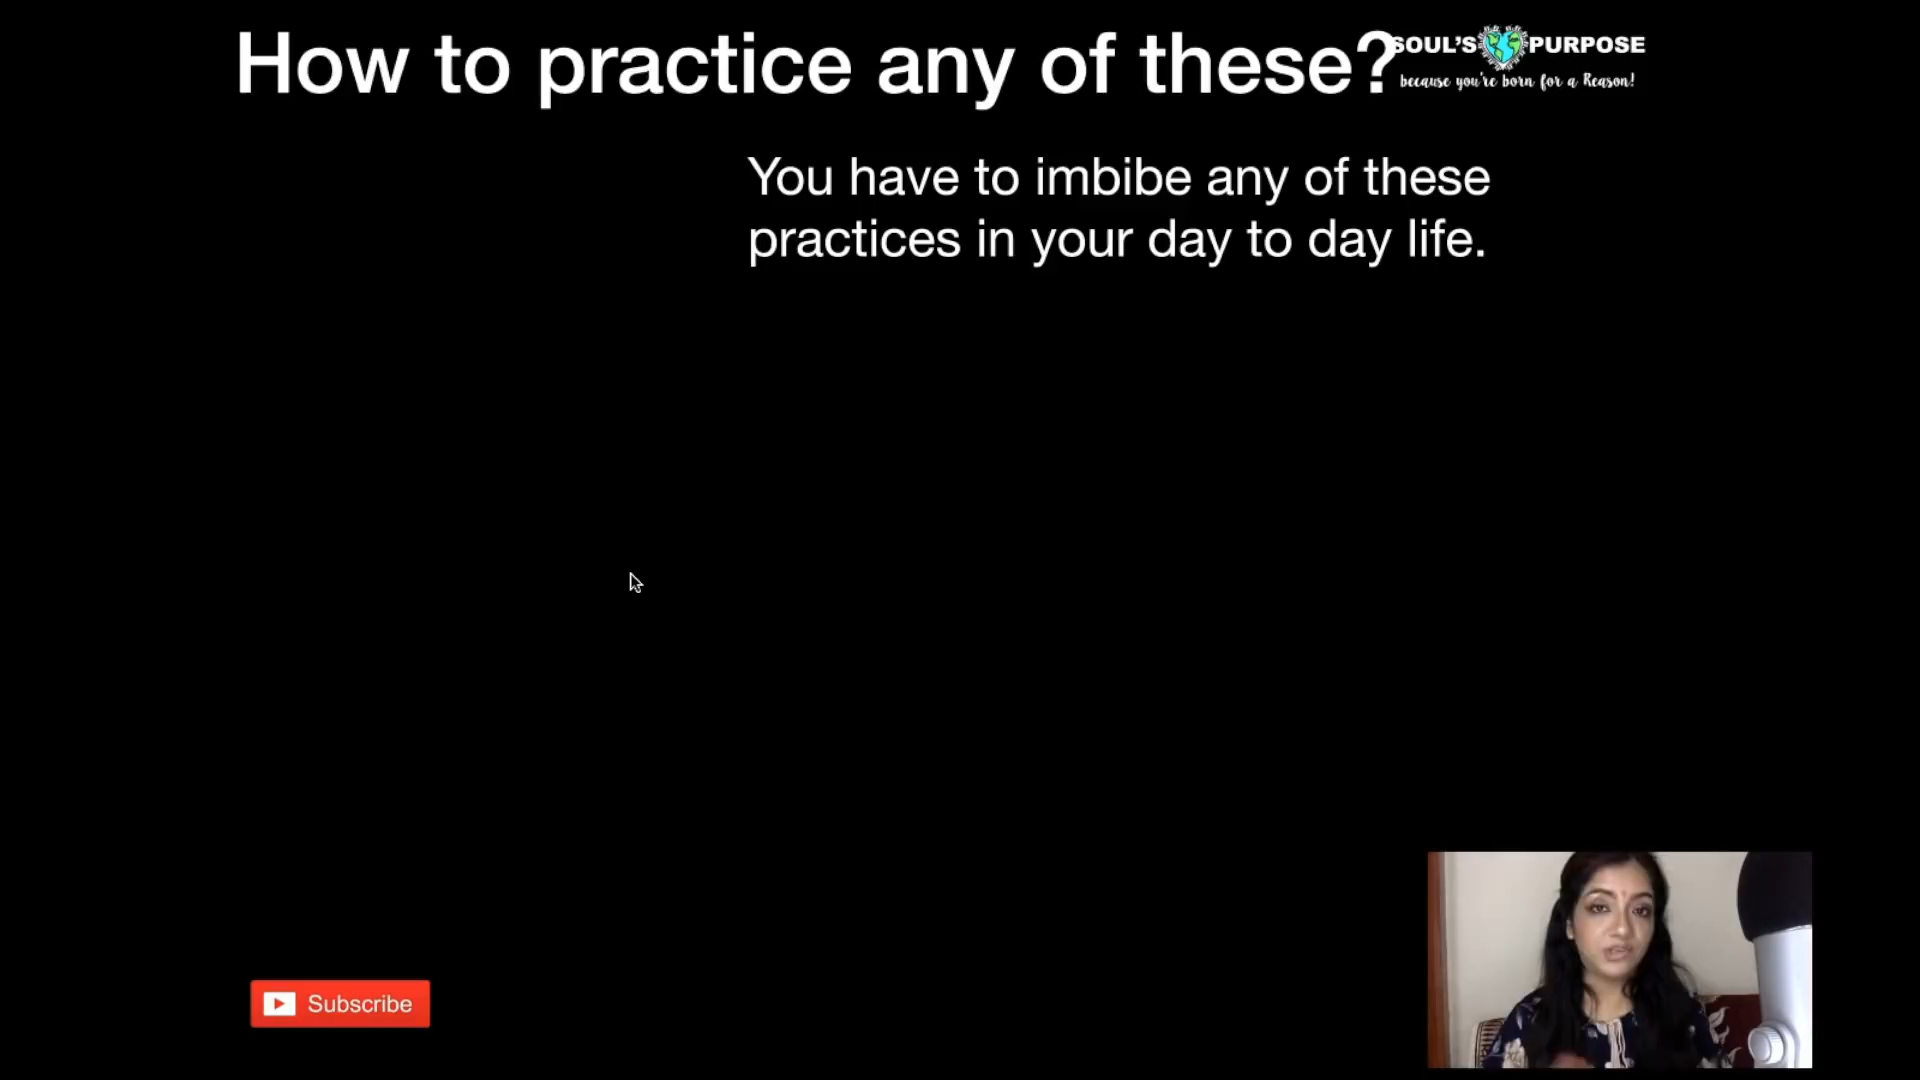 How to practice any of these?
SOUL'S PURPOSE
because you're born for a Reason!
You have to imbibe any of these
practices in your day to day life.
Subscribe